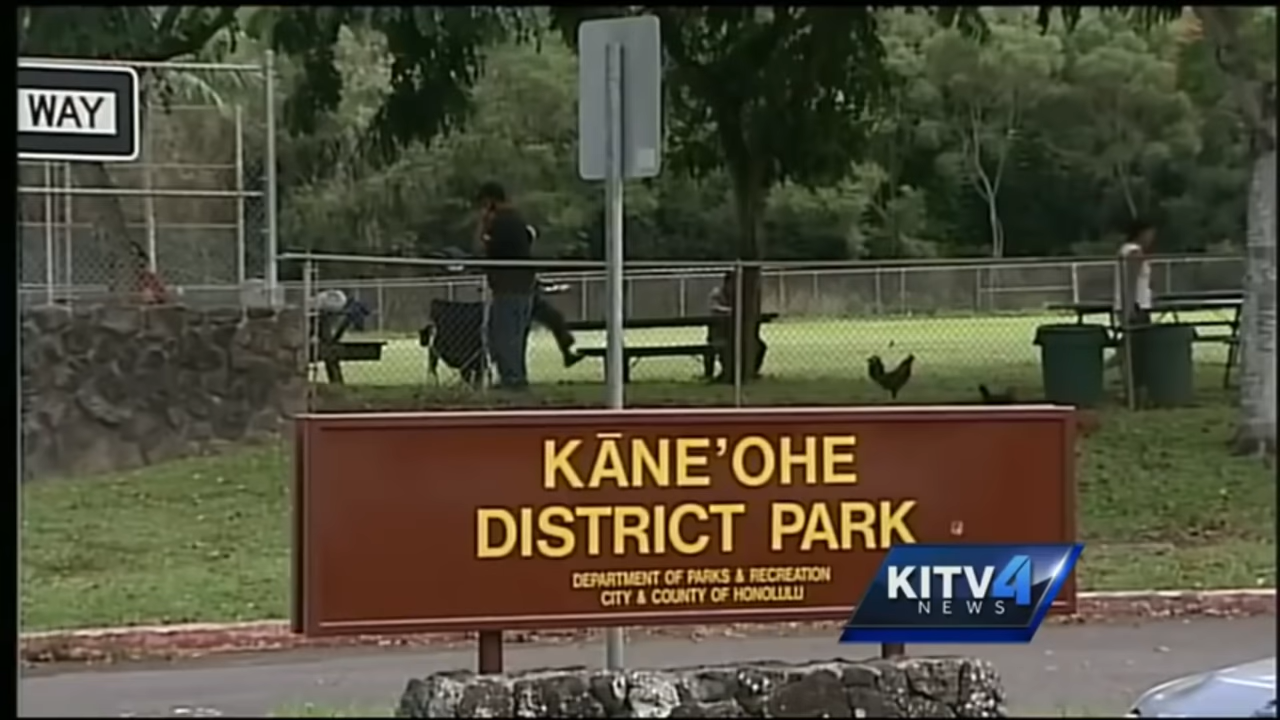 WAY
KĀNE'OHE
DISTRICT PARK
DEPARTMENT OF PARKS & RECREATION
CITY & COUNTY OF HONOLULU
KITV4
NEWS